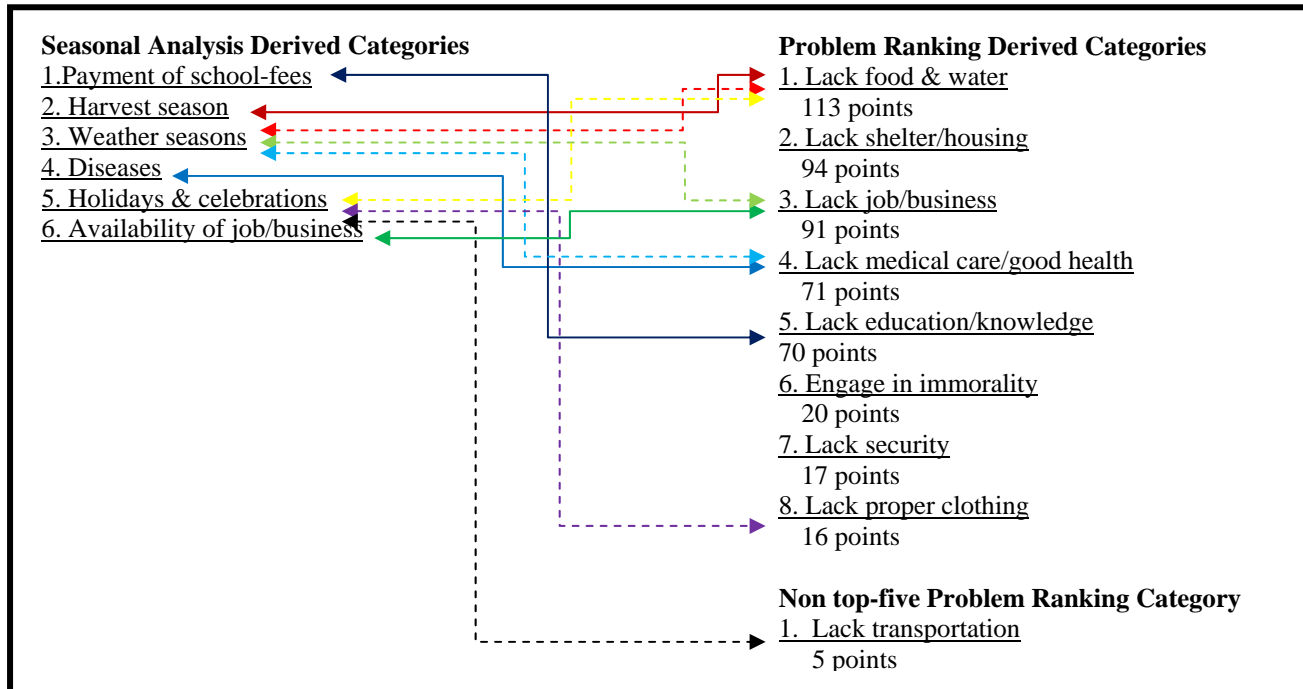 Seasonal Analysis Derived Categories
1.Payment of school-fees
2. Harvest season
3. Weather seasons
4. Diseases
5. Holidays & celebrations
6. Availability of job/business
Problem Ranking Derived Categories
1. Lack food & water
113 points
2. Lack shelter/housing
94 points
3. Lack job/business
91 points
4. Lack medical care/good health
71 points
5. Lack education/knowledge
70 points
6. Engage in immorality
20 points
7. Lack security
17 points
8. Lack proper clothing
16 points
Non top-five Problem Ranking Category
1. Lack transportation
5 points